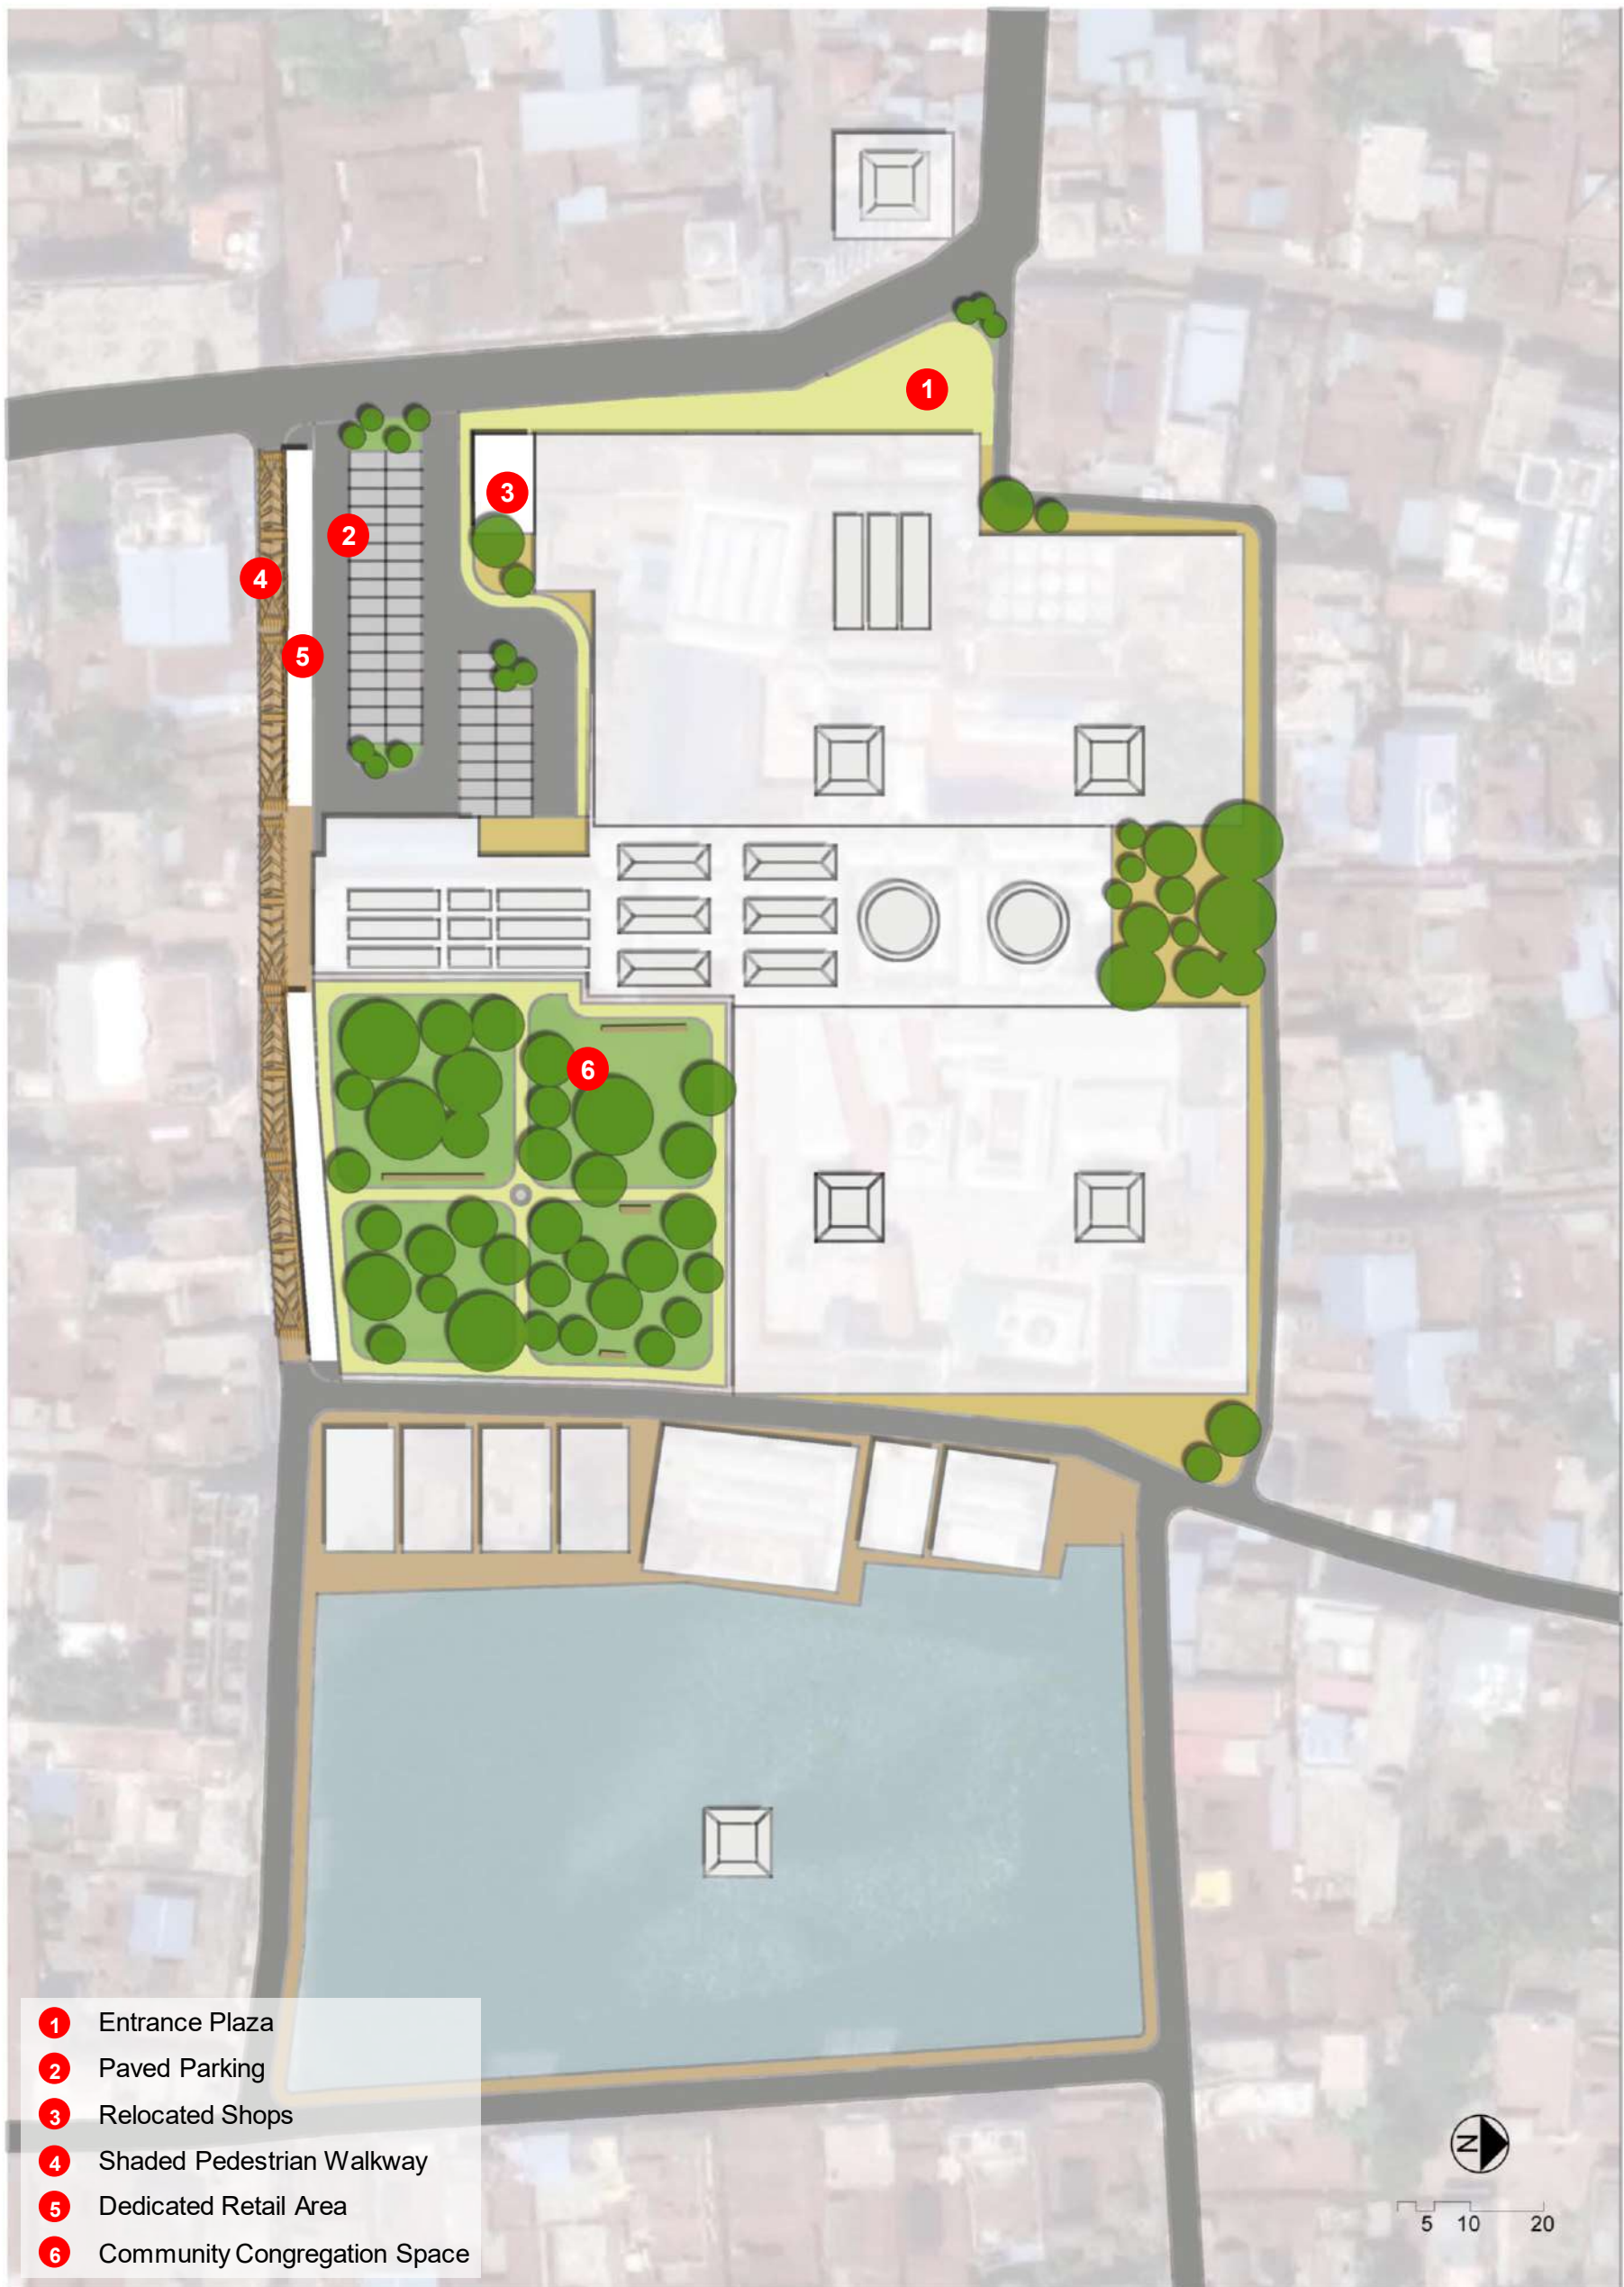 1
3
2
4
5
6
1 Entrance Plaza
2 Paved Parking
3 Relocated Shops
4 Shaded Pedestrian Walkway
5 Dedicated Retail Area
6 Community Congregation Space
N
5 10 20